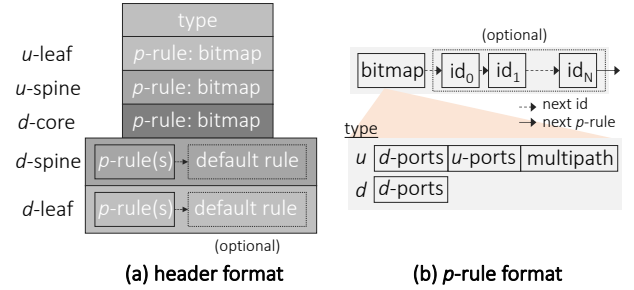 type
u-leaf p-rule: bitmap
u-spine p-rule: bitmap
d-core p-rule: bitmap
d-spine p-rule(s) default rule
d-leaf p-rule(s) default rule
(optional)
(a) header format
(optional)
bitmap id0 id1 idN
next id
next p-rule
type
u d-ports u-ports multipath
d d-ports
(b) p-rule format